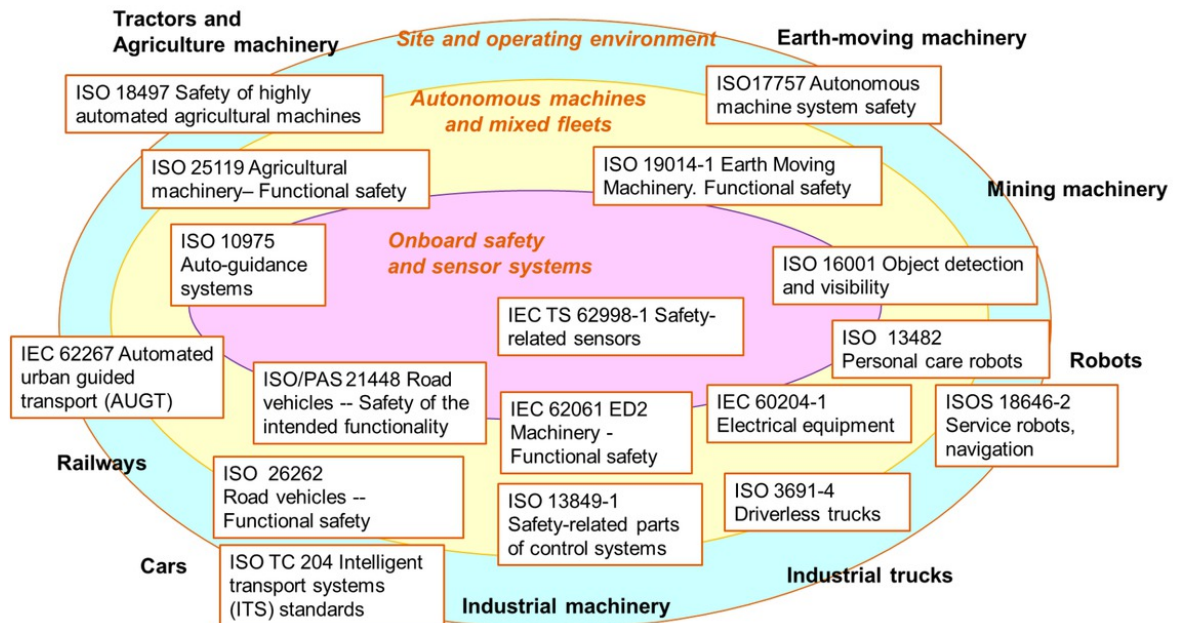 Tractors and
Agriculture machinery
Site and operating environment
Earth-moving machinery
ISO 18497 Safety of highly
automated agricultural machines
Autonomous machines
and mixed fleets
ISO17757 Autonomous
machine system safety
ISO 25119 Agricultural
machinery– Functional safety
ISO 19014-1 Earth Moving
Machinery. Functional safety
Mining machinery
ISO 10975
Auto-guidance
systems
Onboard safety
and sensor systems
ISO 16001 Object detection
and visibility
IEC TS 62998-1 Safety-
related sensors
ISO  13482
Personal care robots
Robots
IEC 62267 Automated
urban guided
transport (AUGT)
ISO/PAS 21448 Road
vehicles -- Safety of the
intended functionality
IEC 62061 ED2
Machinery -
Functional safety
IEC 60204-1
Electrical equipment
ISOS 18646-2
Service robots,
navigation
Railways
ISO  26262
Road vehicles --
Functional safety
ISO 13849-1
Safety-related parts
of control systems
ISO 3691-4
Driverless trucks
Cars
ISO TC 204 Intelligent
transport systems
(ITS) standards
Industrial machinery
Industrial trucks